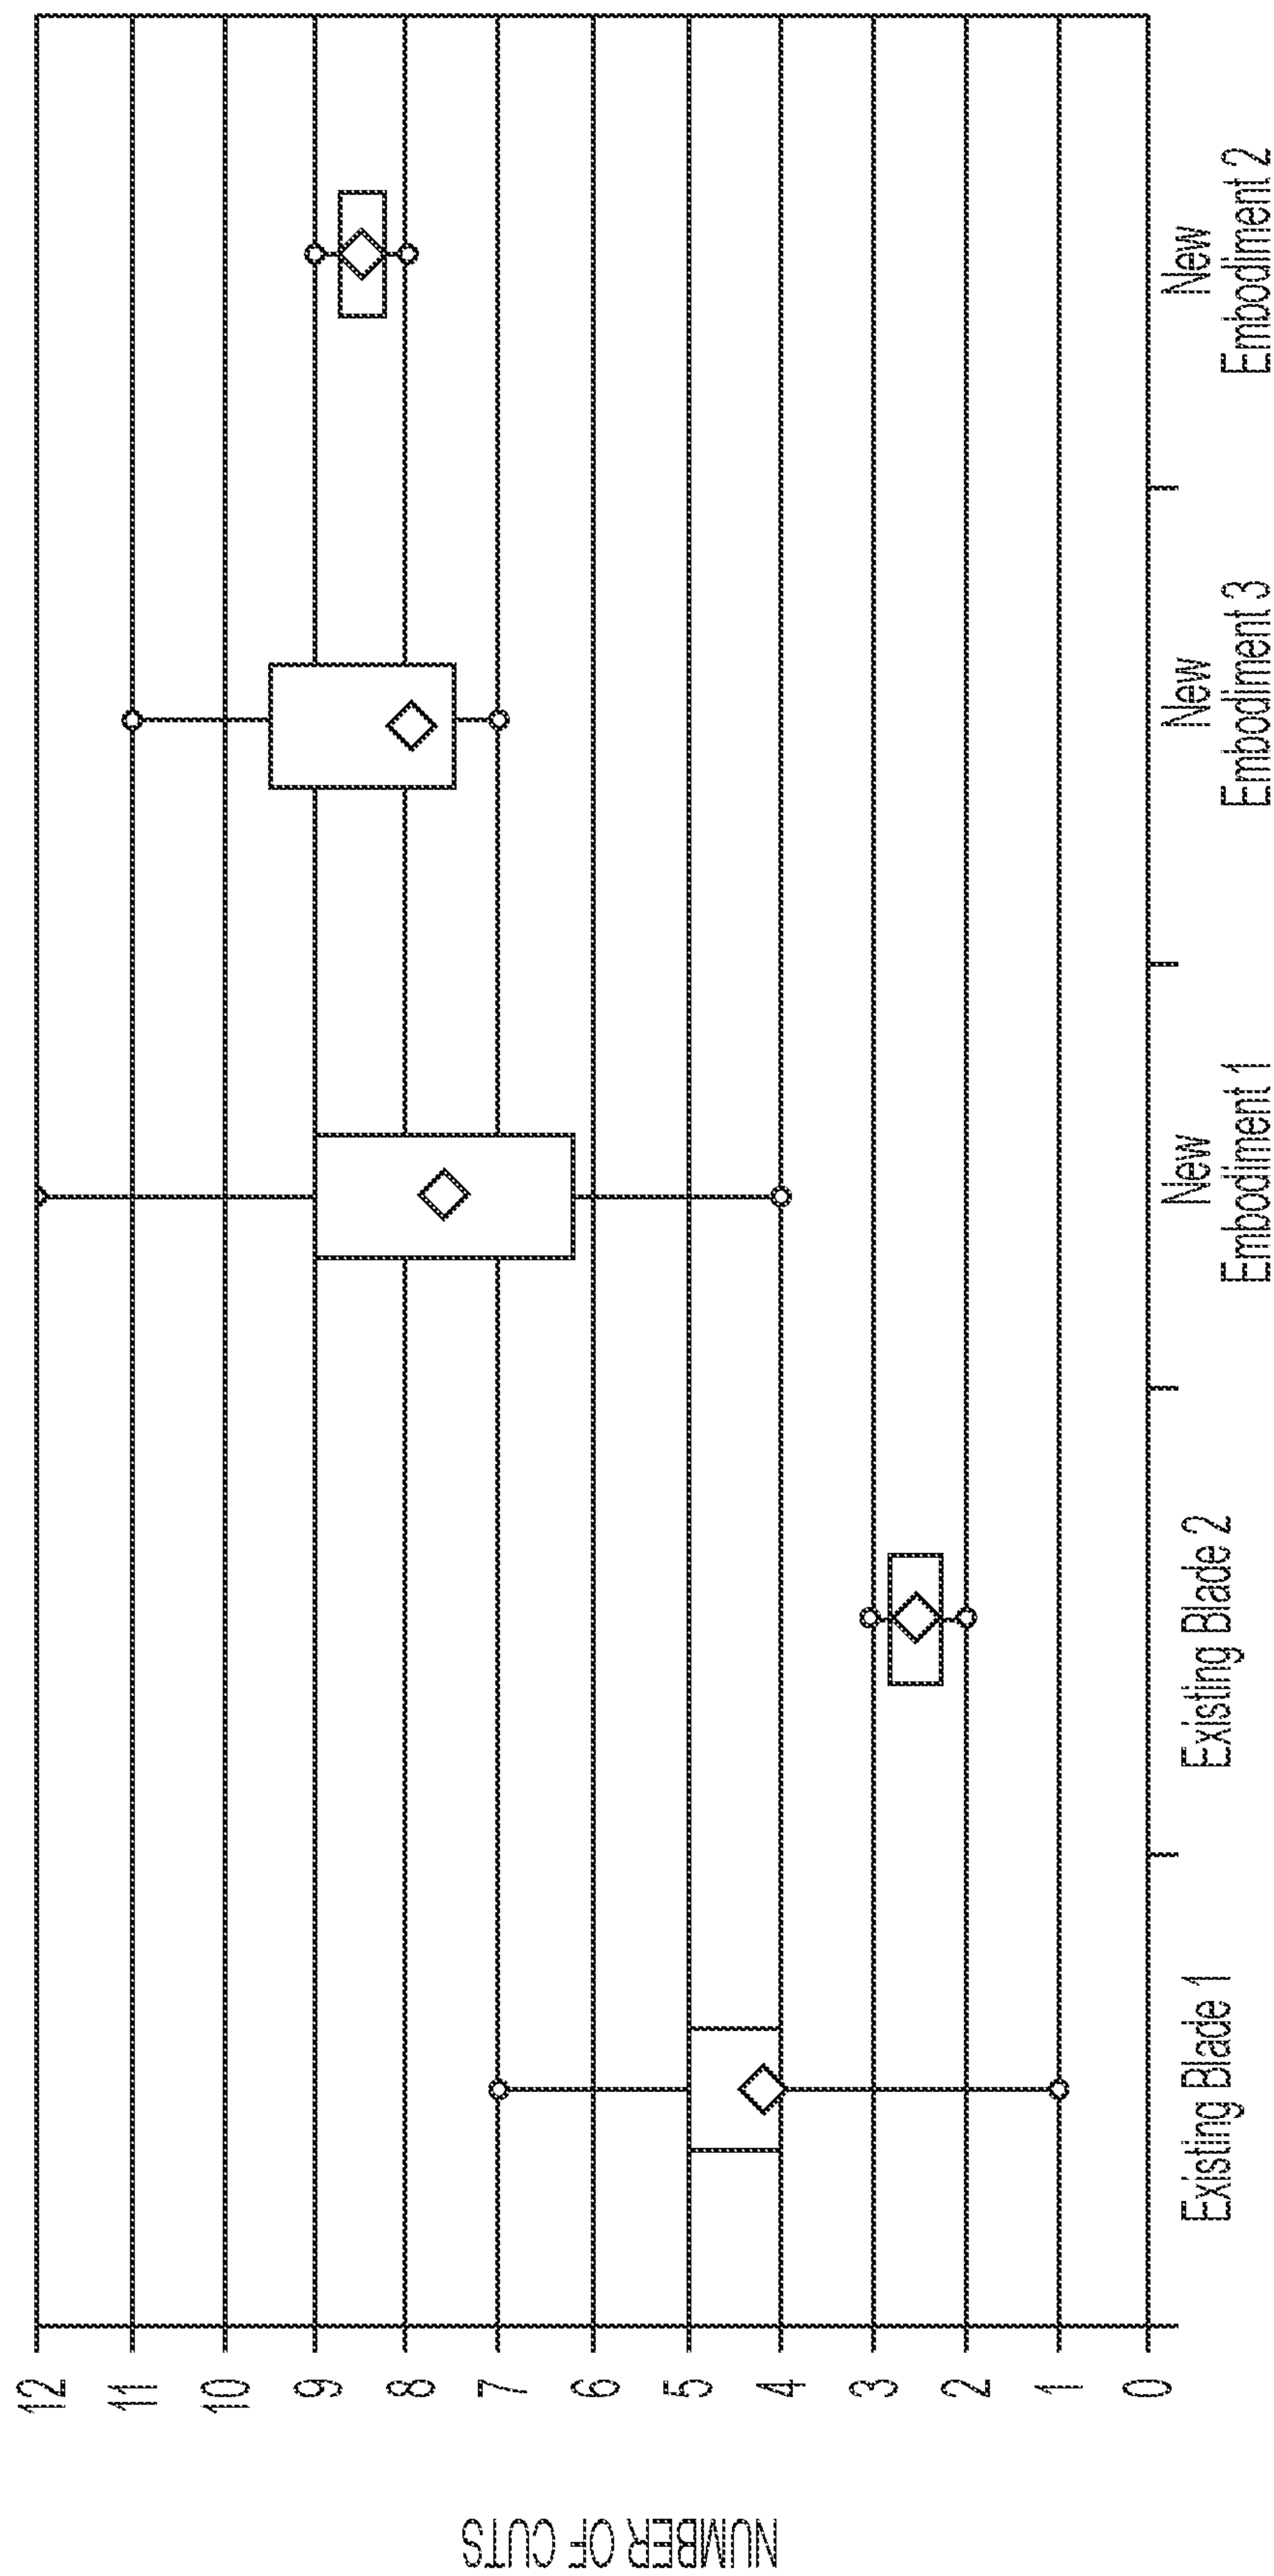 NUMBER OF CUTS
12
11
10
9
8
7
6
5
4
3
2
1
0
Existing Blade 1
Existing Blade 2
New
Embodiment 1
New
Embodiment 3
New
Embodiment 2